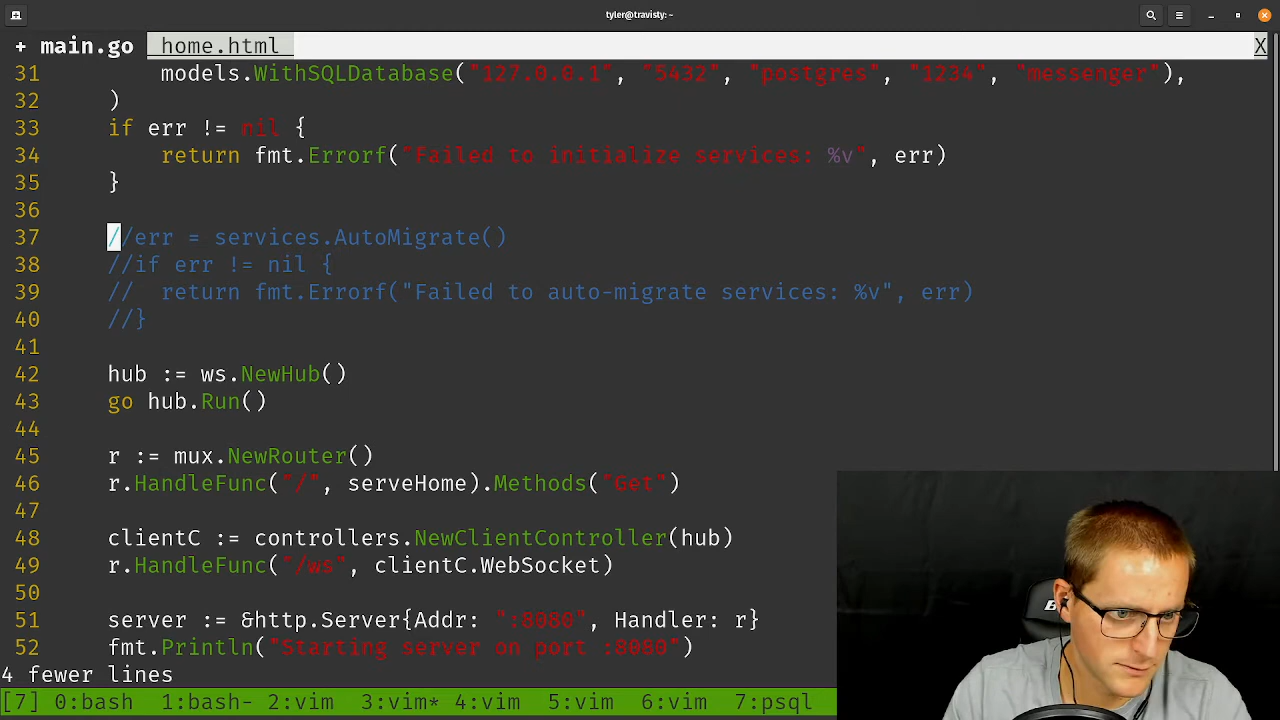 tyler@travisty: ~
+ main.go home.html X
31 models.WithSQLDatabase("127.0.0.1", "5432", "postgres", "1234", "messenger"),
32 )
33 if err != nil {
34 return fmt.Errorf("Failed to initialize services: %v", err)
35 }
36
37 //err = services.AutoMigrate()
38 //if err != nil {
39 // return fmt.Errorf("Failed to auto-migrate services: %v", err)
40 //}
41
42 hub := ws.NewHub()
43 go hub.Run()
44
45 r := mux.NewRouter()
46 r.HandleFunc("/", serveHome).Methods("Get")
47
48 clientC := controllers.NewClientController(hub)
49 r.HandleFunc("/ws", clientC.WebSocket)
50
51 server := &http.Server{Addr: ":8080", Handler: r}
52 fmt.Println("Starting server on port :8080")
4 fewer lines
[7] 0:bash 1:bash- 2:vim 3:vim* 4:vim 5:vim 6:vim 7:psql